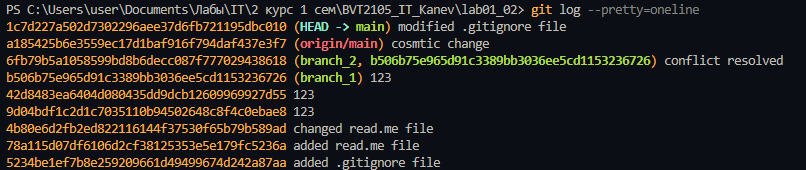 PS C:\Users\user\Documents\Лабы\IT\2 курс 1 сем\BVT2105_IT_Kanev\lab01_02> git log --pretty=oneline
1c7d227a502d7302296aee37d6fb721195dbc010 (HEAD -> main) modified .gitignore file
a185425b6e3559ec17d1baf916f794daf437e3f7 (origin/main) cosmtic change
6fb79b5a1058599bd8b6decc087f777029438618 (branch_2, b506b75e965d91c3389bb3036ee5cd1153236726) conflict resolved
b506b75e965d91c3389bb3036ee5cd1153236726 (branch_1) 123
42d8483ea6404d080435dd9dcb12609969927d55 123
9d04bdf1c2d1c7035110b94502648c8f4c0ebae8 123
4b80e6d2fb2ed822116144f37530f65b79b589ad changed read.me file
78a115d07df6106d2cf38125353e5e179fc5236a added read.me file
5234be1ef7b8e259209661d49499674d242a87aa added .gitignore file